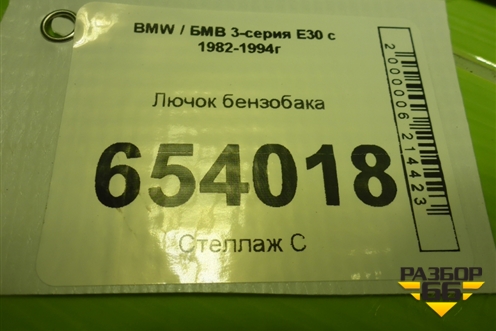 BMW / БМВ 3-серия E30 с
1982-1994г
Лючок бензобака
654018
Стеллаж С
2000006214423
РАЗБОР
66